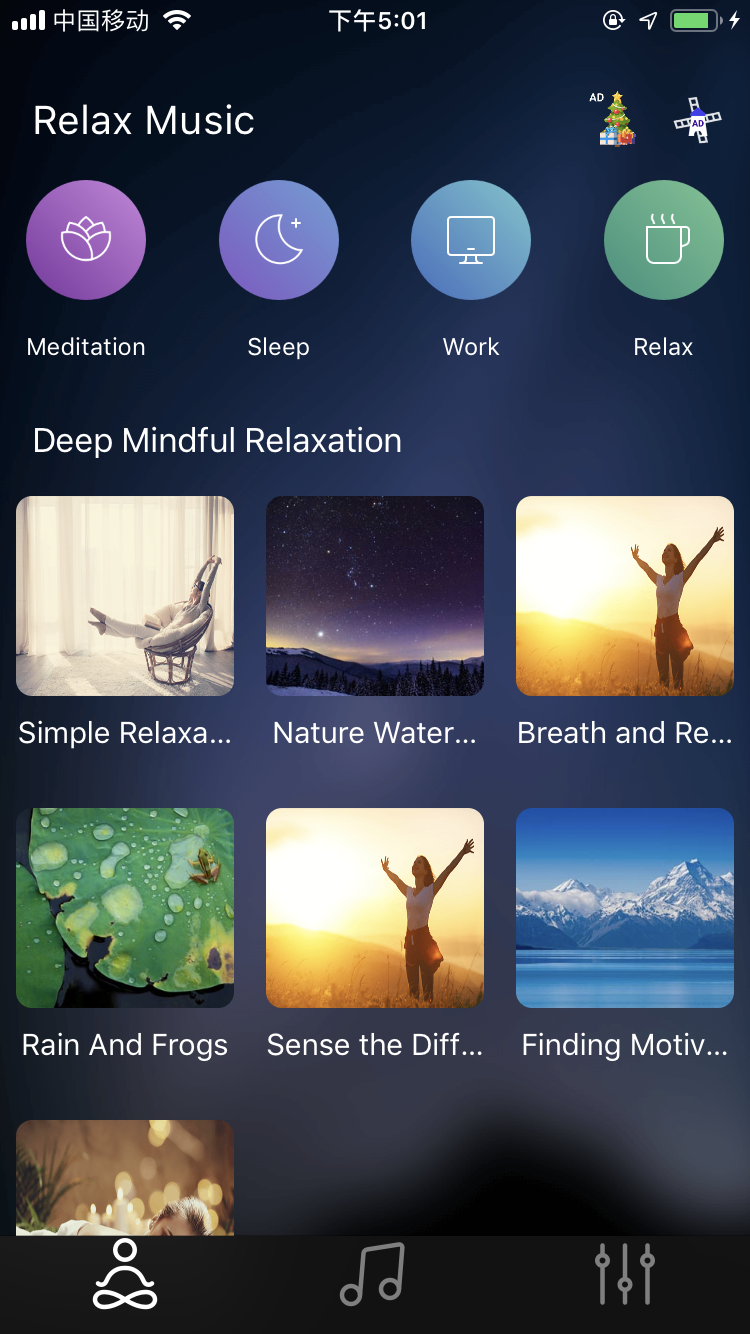 中国移动 下午5:01
AD
Relax Music
AD
Meditation Sleep Work Relax
Deep Mindful Relaxation
Simple Relaxa... Nature Water... Breath and Re...
Rain And Frogs Sense the Diff... Finding Motiv...